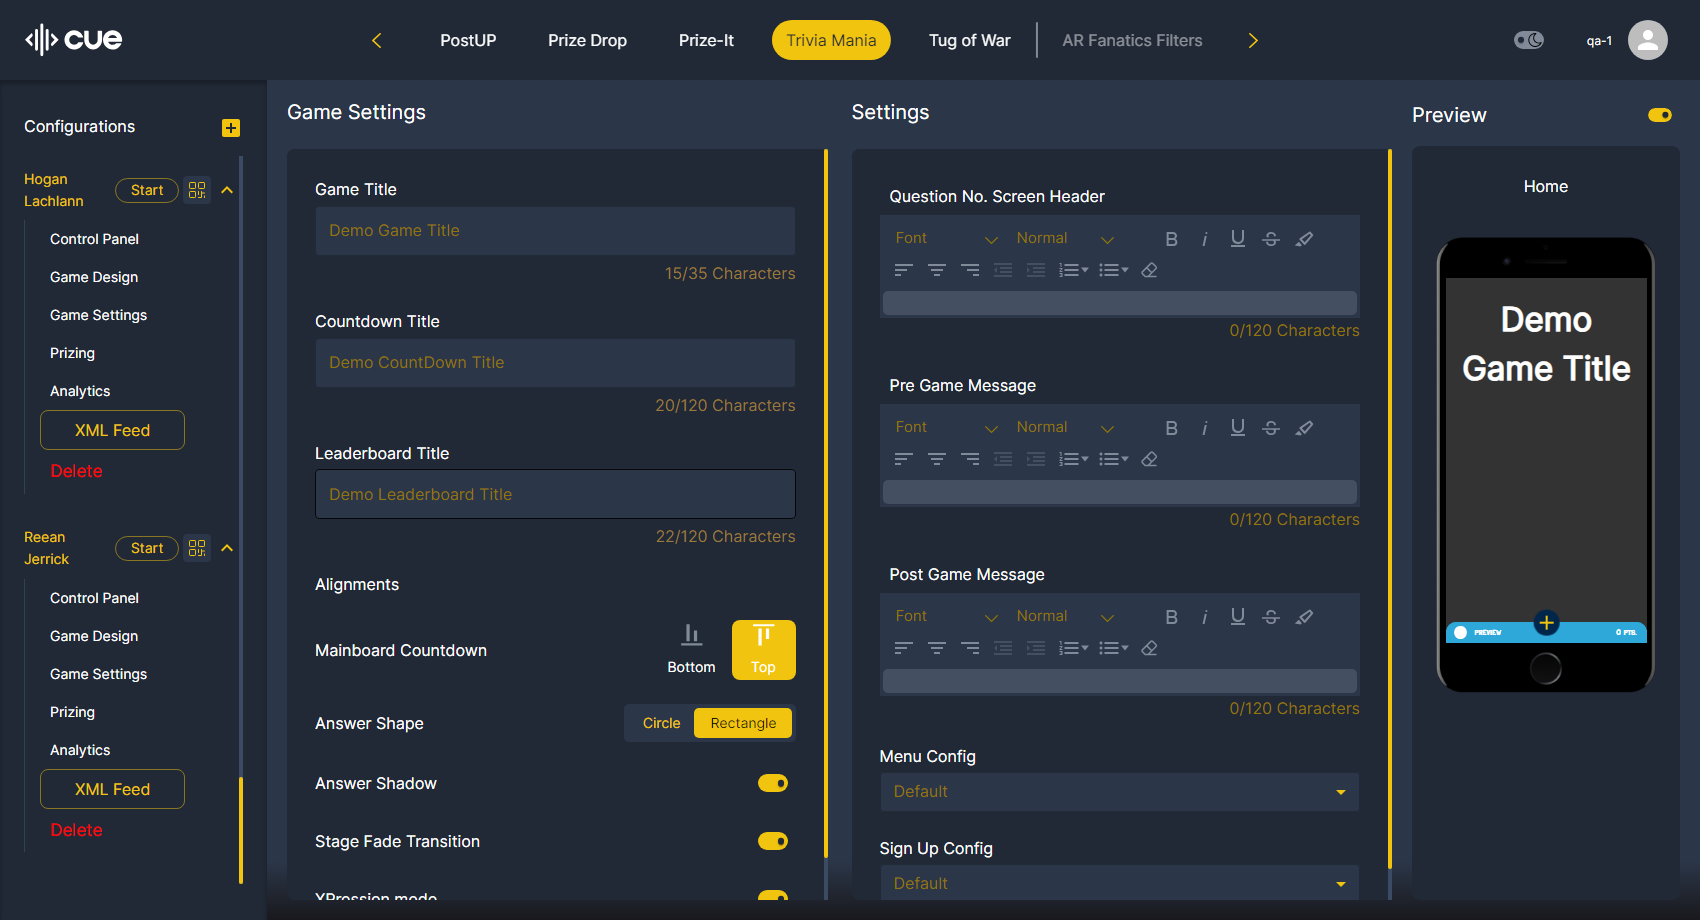 cue
PostUP
Prize Drop
Prize-It
Trivia Mania
Tug of War
AR Fanatics Filters
qa-1
Configurations
Hogan
Lachlann
Start
Control Panel
Game Design
Game Settings
Prizing
Analytics
XML Feed
Delete
Reean
Jerrick
Start
Control Panel
Game Design
Game Settings
Prizing
Analytics
XML Feed
Delete
Game Settings
Game Title
Demo Game Title
15/35 Characters
Countdown Title
Demo CountDown Title
20/120 Characters
Leaderboard Title
Demo Leaderboard Title
22/120 Characters
Alignments
Mainboard Countdown
Bottom
Top
Answer Shape
Circle
Rectangle
Answer Shadow
Stage Fade Transition
XPression mode
Settings
Question No. Screen Header
Font
Normal
0/120 Characters
Pre Game Message
Font
Normal
0/120 Characters
Post Game Message
Font
Normal
0/120 Characters
Menu Config
Default
Sign Up Config
Default
Preview
Home
Demo
Game Title
PREVIEW
0 PTS.